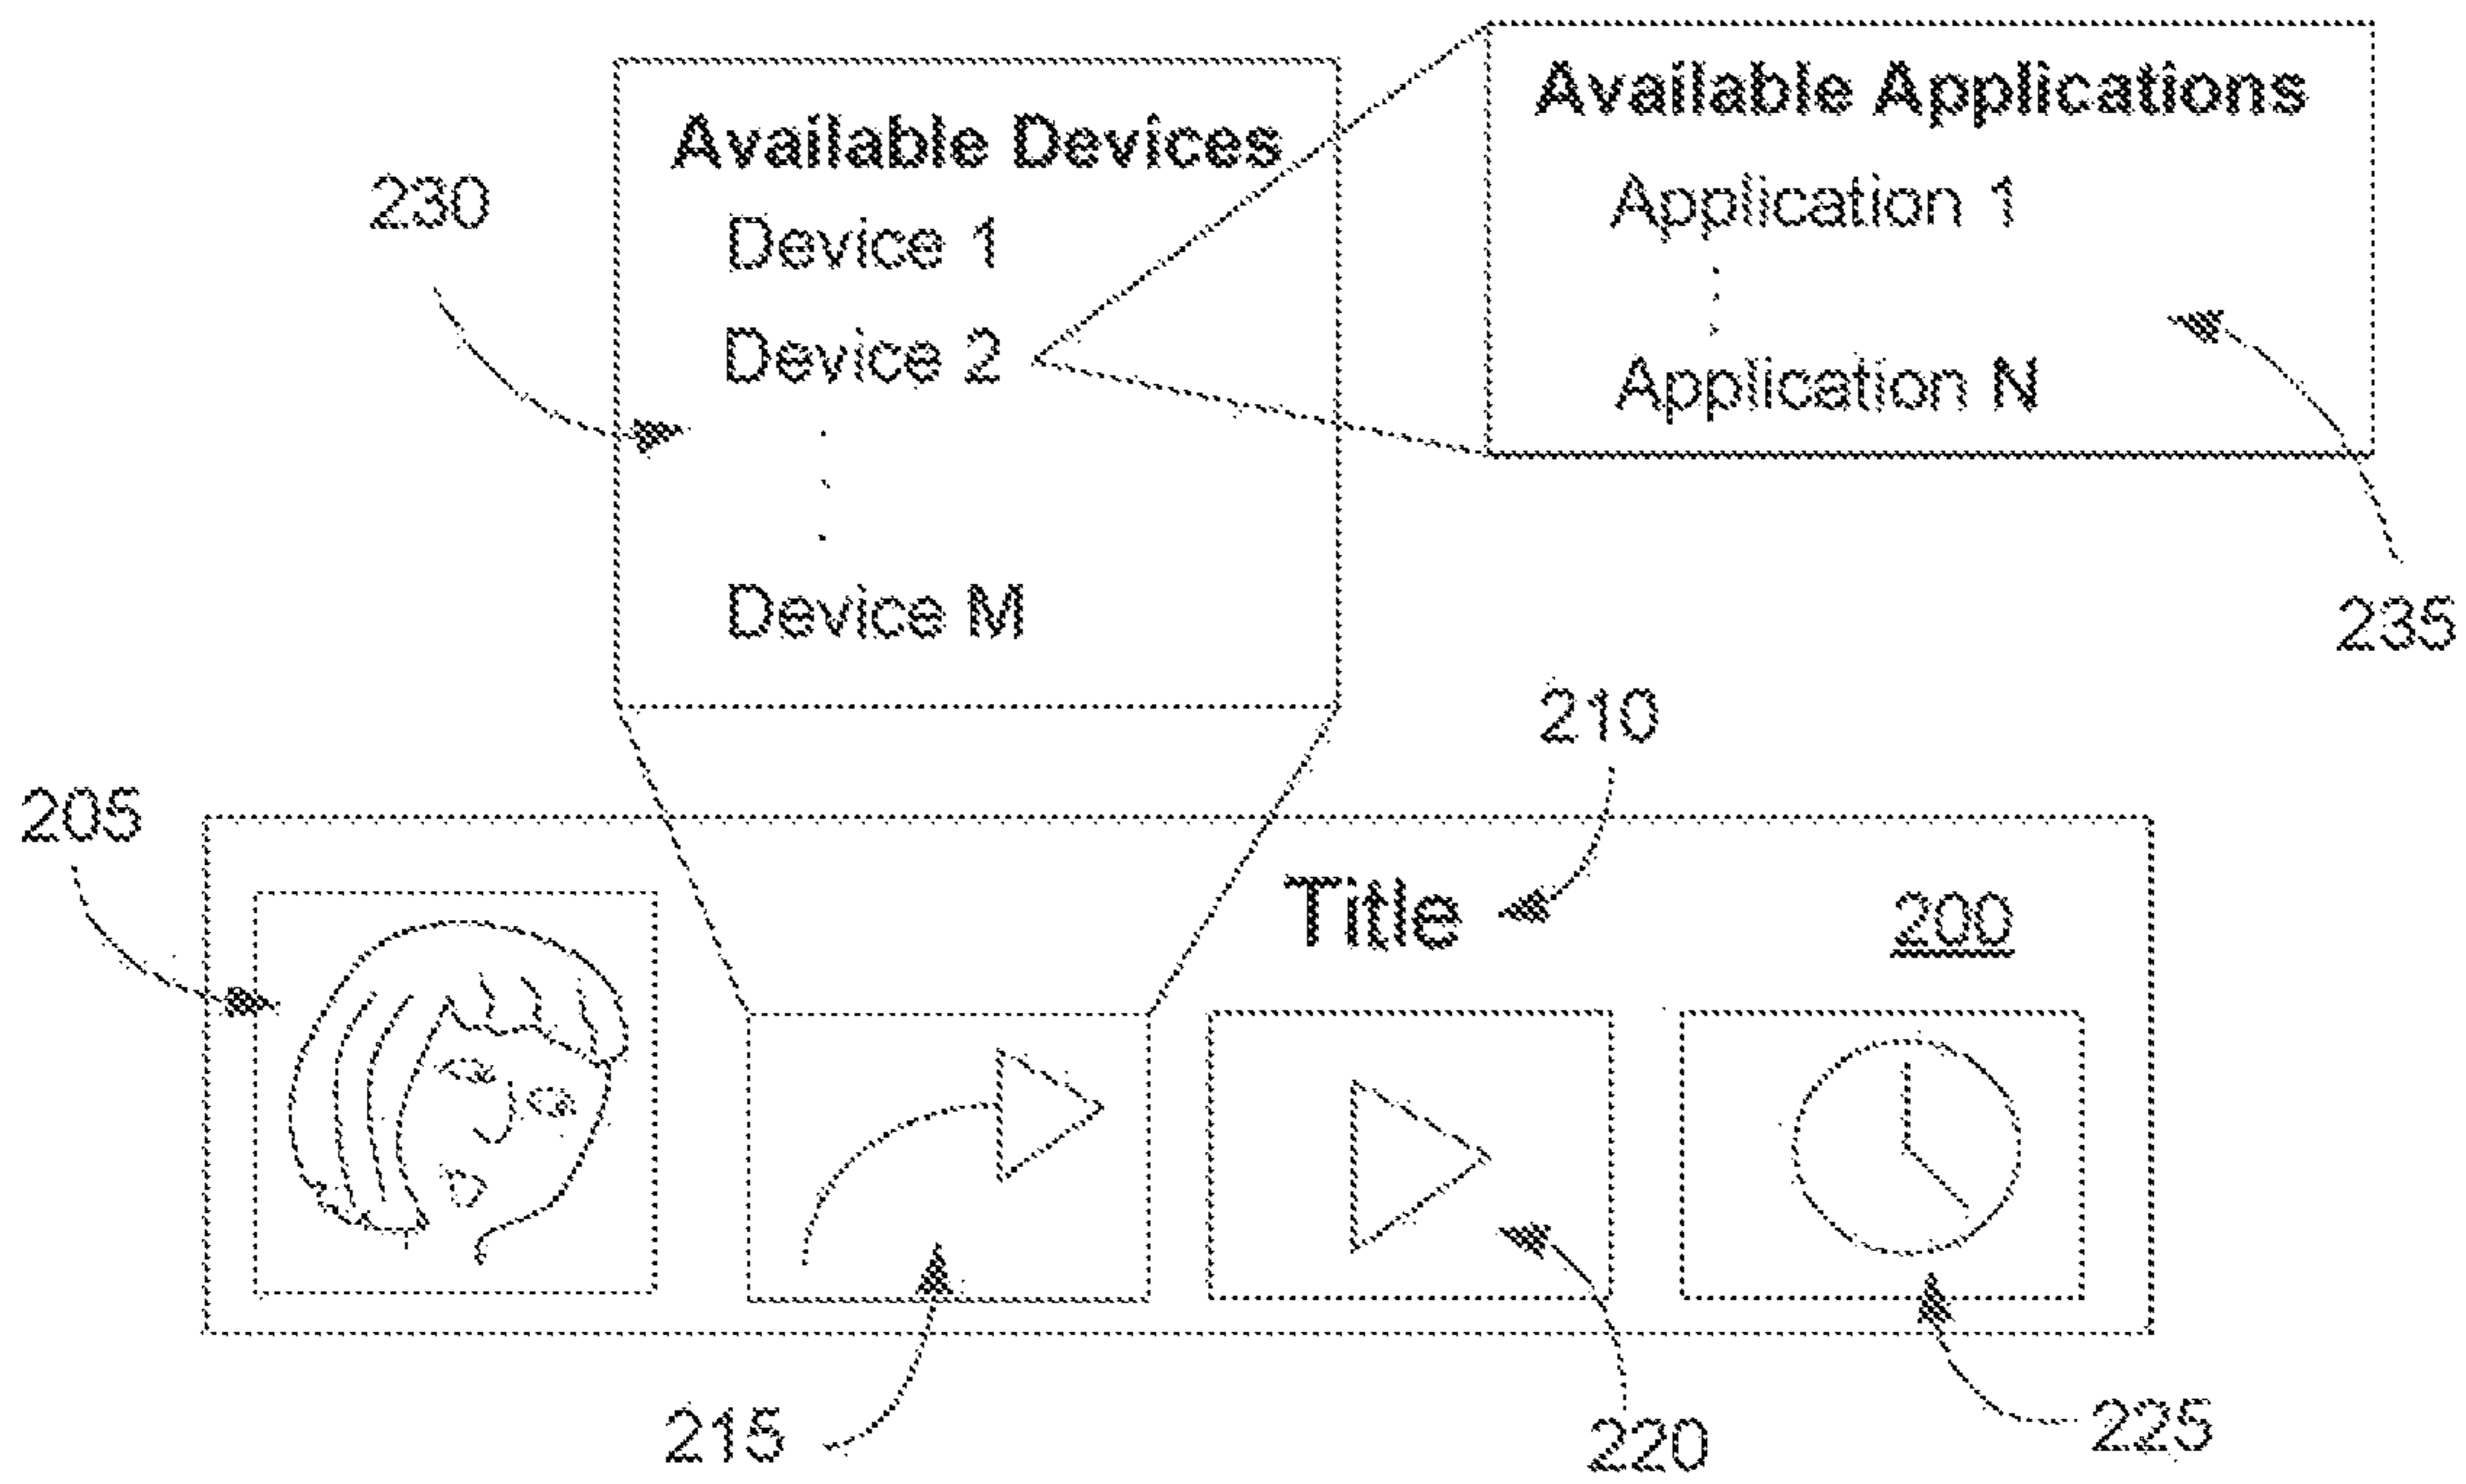 Available Applications
Application 1
Application N
235
Available Devices
Device 1
Device 2
Device M
230
210
205
Title
200
215
220
225